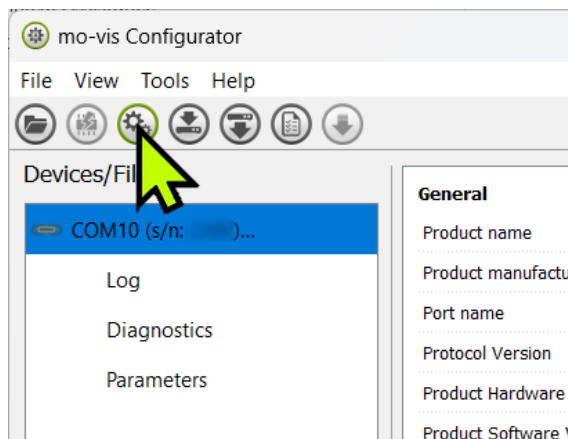 mo-vis Configurator
File View Tools Help
Devices/Fil
COM10 (s/n: )...
Log
Diagnostics
Parameters
General
Product name
Product manufactu
Port name
Protocol Version
Product Hardware
Product Software V